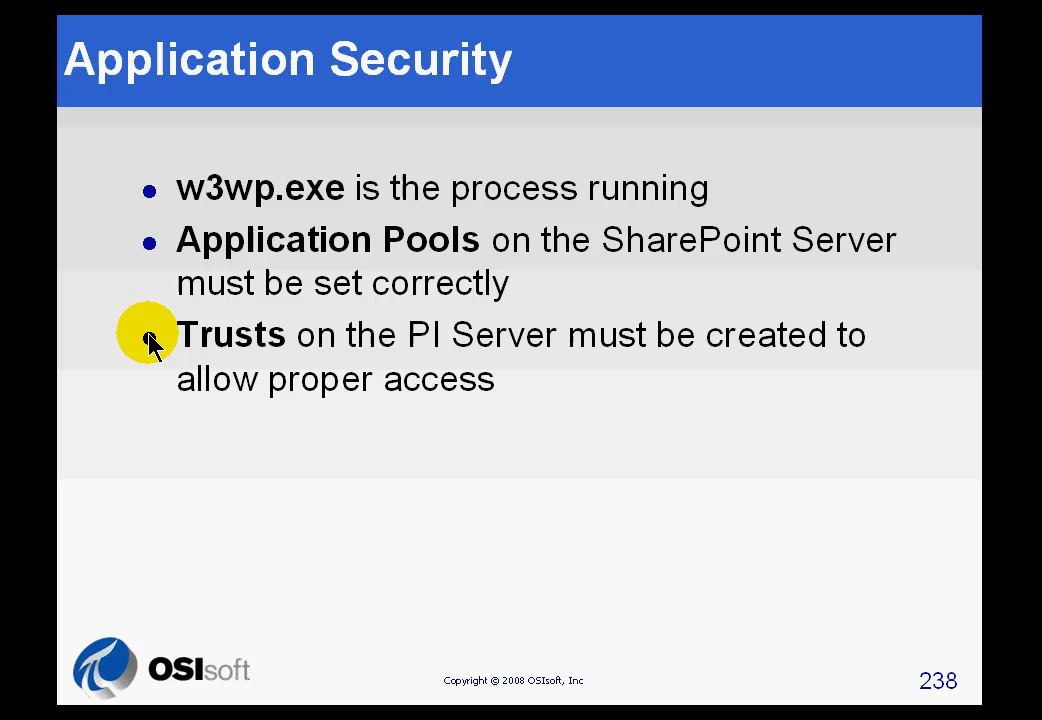 Application Security
w3wp.exe is the process running
Application Pools on the SharePoint Server
must be set correctly
Trusts on the PI Server must be created to
allow proper access
OSIsoft
Copyright © 2008 OSIsoft, Inc
238